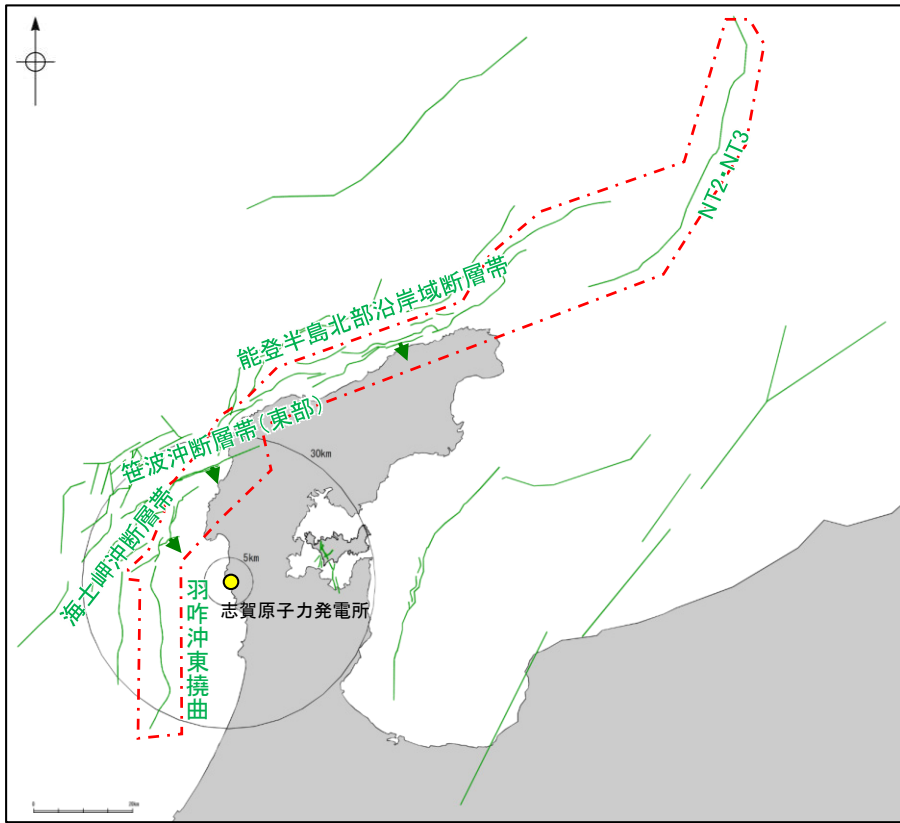 NT2・NT3
能登半島北部沿岸域断層帯
笹波沖断層帯(東部)
30km
海士岬沖断層帯
5km
志賀原子力発電所
羽咋沖東撓曲
0
20km